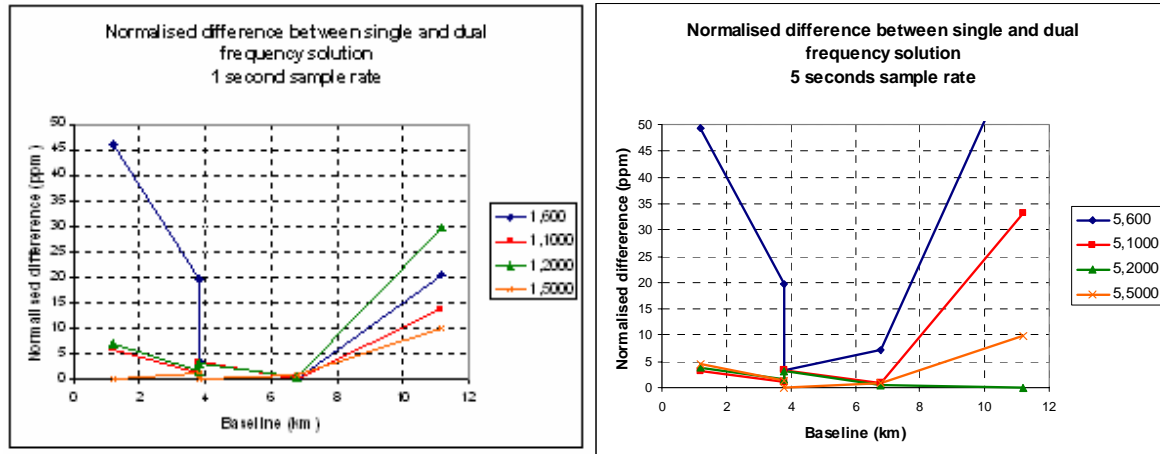 Normalised difference between single and dual
frequency solution
1 second sample rate
Normalised differerence (ppm)
50
45
40
35
30
25
20
15
10
5
0
0 2 4 6 8 10 12
Baseline (km)
1,600
1,1000
1,2000
1,5000
Normalised difference between single and dual
frequency solution
5 seconds sample rate
Normalised differerence (ppm)
50
45
40
35
30
25
20
15
10
5
0
0 2 4 6 8 10 12
Baseline (km)
5,600
5,1000
5,2000
5,5000